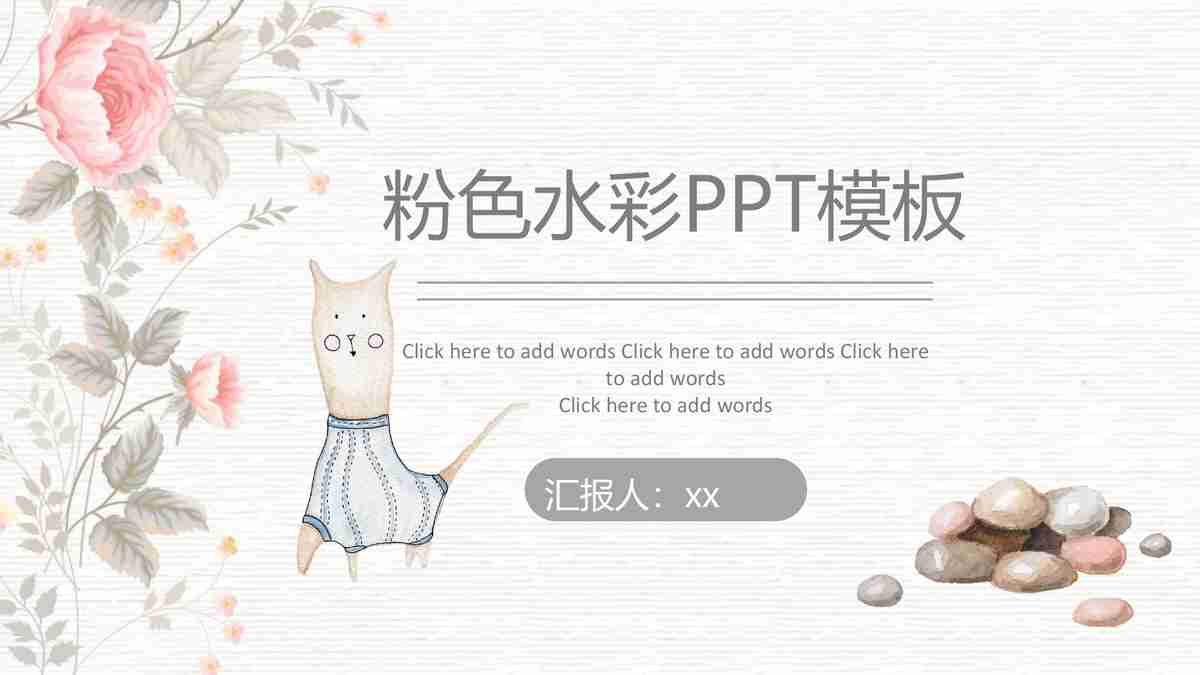 粉色水彩PPT模板
Click here to add words Click here to add words Click here
to add words
Click here to add words
汇报人：xx